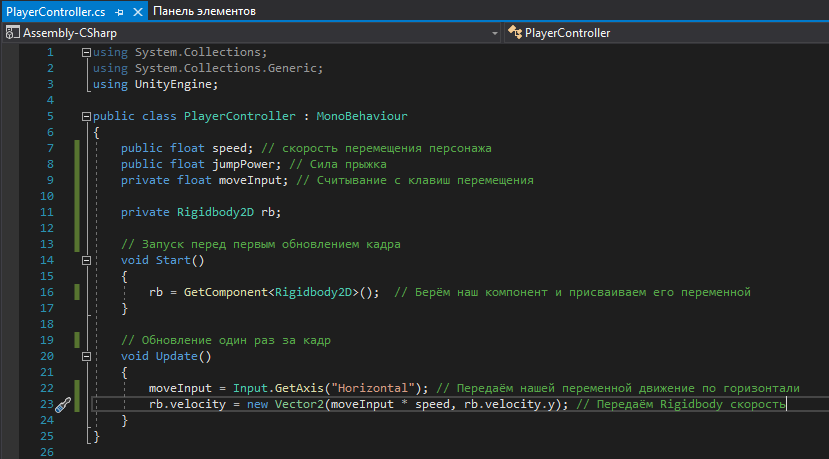 PlayerController.cs Панель элементов
Assembly-CSharp PlayerController
1 using System.Collections;
2 using System.Collections.Generic;
3 using UnityEngine;
4
5 public class PlayerController : MonoBehaviour
6 {
7 public float speed; // скорость перемещения персонажа
8 public float jumpPower; // Сила прыжка
9 private float moveInput; // Считывание с клавиш перемещения
10
11 private Rigidbody2D rb;
12
13 // Запуск перед первым обновлением кадра
14 void Start()
15 {
16 rb = GetComponent<Rigidbody2D>(); // Берём наш компонент и присваиваем его переменной
17 }
18
19 // Обновление один раз за кадр
20 void Update()
21 {
22 moveInput = Input.GetAxis("Horizontal"); // Передаём нашей переменной движение по горизонтали
23 rb.velocity = new Vector2(moveInput * speed, rb.velocity.y); // Передаём Rigidbody скорость
24 }
25 }
26